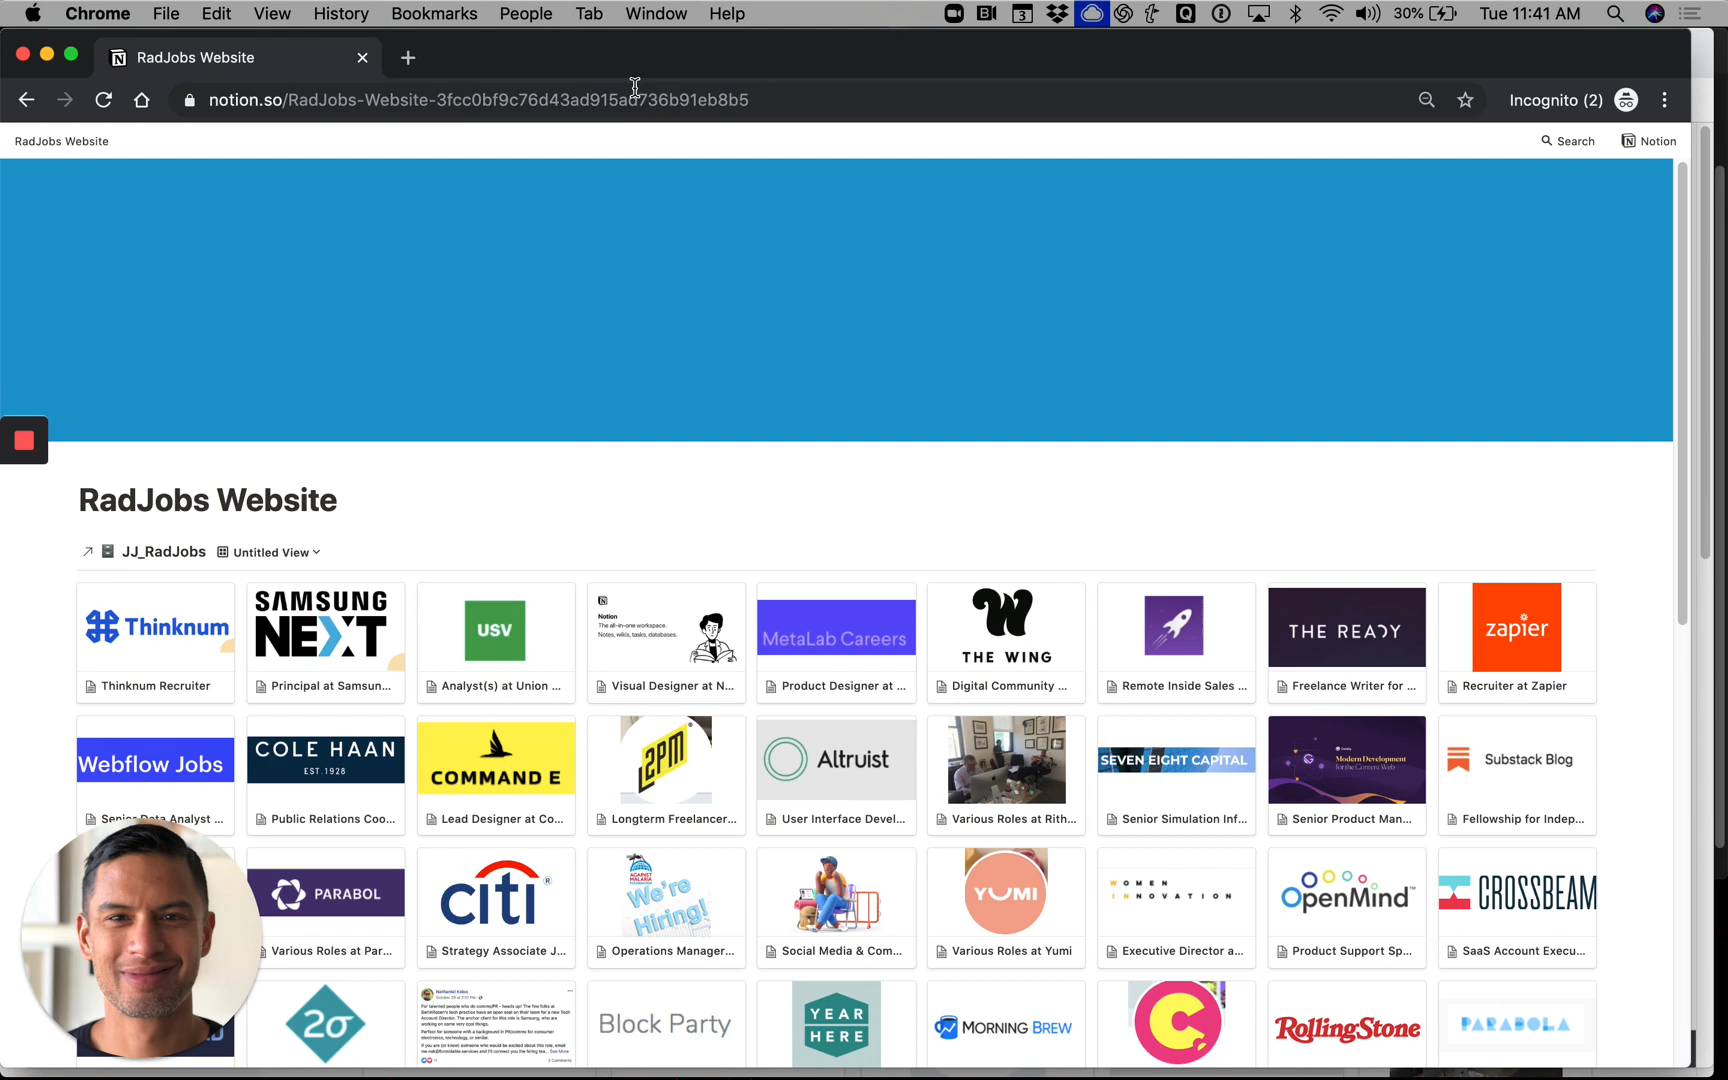 Chrome File Edit View History Bookmarks People Tab Window Help 3 30% Tue 11:41 AM
RadJobs Website
notion.so/RadJobs-Website-3fcc0bf9c76d43ad915ad736b91eb8b5 Incognito (2)
RadJobs Website Search Notion
RadJobs Website
JJ_RadJobs Untitled View
Thinknum
SAMSUNG
NEXT
USV
Notion
The all-in-one workspace.
Notes, wikis, tasks, databases.
MetaLab Careers
THE WING
THE READY
zapier
Thinknum Recruiter Principal at Samsun... Analyst(s) at Union ... Visual Designer at N... Product Designer at ... Digital Community ... Remote Inside Sales ... Freelance Writer for ... Recruiter at Zapier
Webflow Jobs
COLE HAAN
EST.1928
COMMAND E
2PM
Altruist
SEVEN EIGHT CAPITAL
Modern Development
for the Content Web
Substack Blog
Senior Data Analyst ... Public Relations Coo... Lead Designer at Co... Longterm Freelancer... User Interface Devel... Various Roles at Rith... Senior Simulation Inf... Senior Product Man... Fellowship for Indep...
PARABOL
citi
AGAINST
MALARIA
FOUNDATION
We're
Hiring!
YUMI
WOMEN
INNOVATION
OpenMind
CROSSBEAM
Various Roles at Par... Strategy Associate J... Operations Manager... Social Media & Com... Various Roles at Yumi Executive Director a... Product Support Sp... SaaS Account Execu...
2σ
Block Party
YEAR
HERE
MORNING BREW
C
RollingStone
PARABOLA